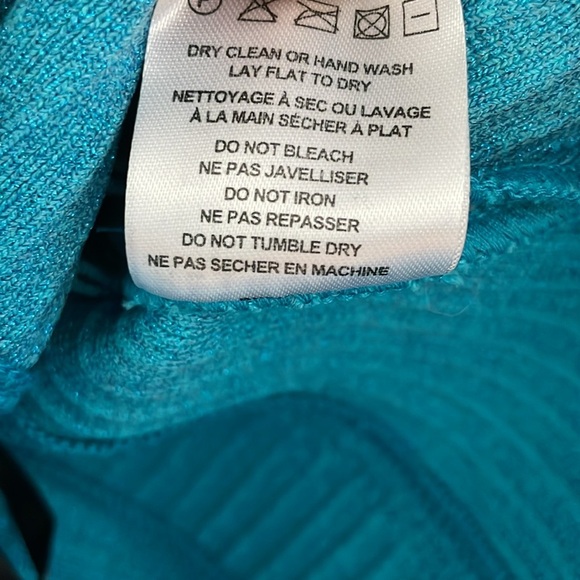 P
DRY CLEAN OR HAND WASH
LAY FLAT TO DRY
NETTOYAGE À SEC OU LAVAGE
À LA MAIN SÉCHER À PLAT
DO NOT BLEACH
NE PAS JAVELLISER
DO NOT IRON
NE PAS REPASSER
DO NOT TUMBLE DRY
NE PAS SECHER EN MACHINE